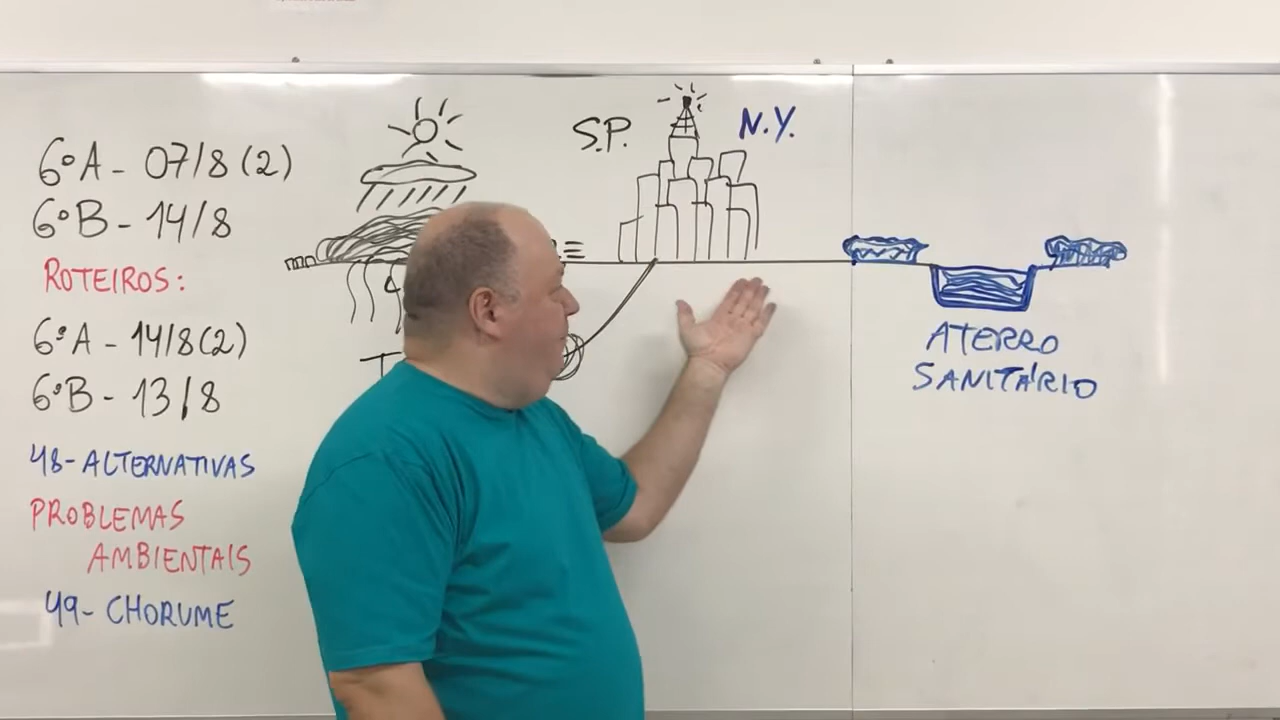 6ºA - 07/8 (2)
6ºB - 14/8
ROTEIROS:
6ºA - 14/8(2)
6ºB - 13/8
48- ALTERNATIVAS
PROBLEMAS
AMBIENTAIS
49- CHORUME
S.P.
N.Y.
ATERRO
SANITÁRIO